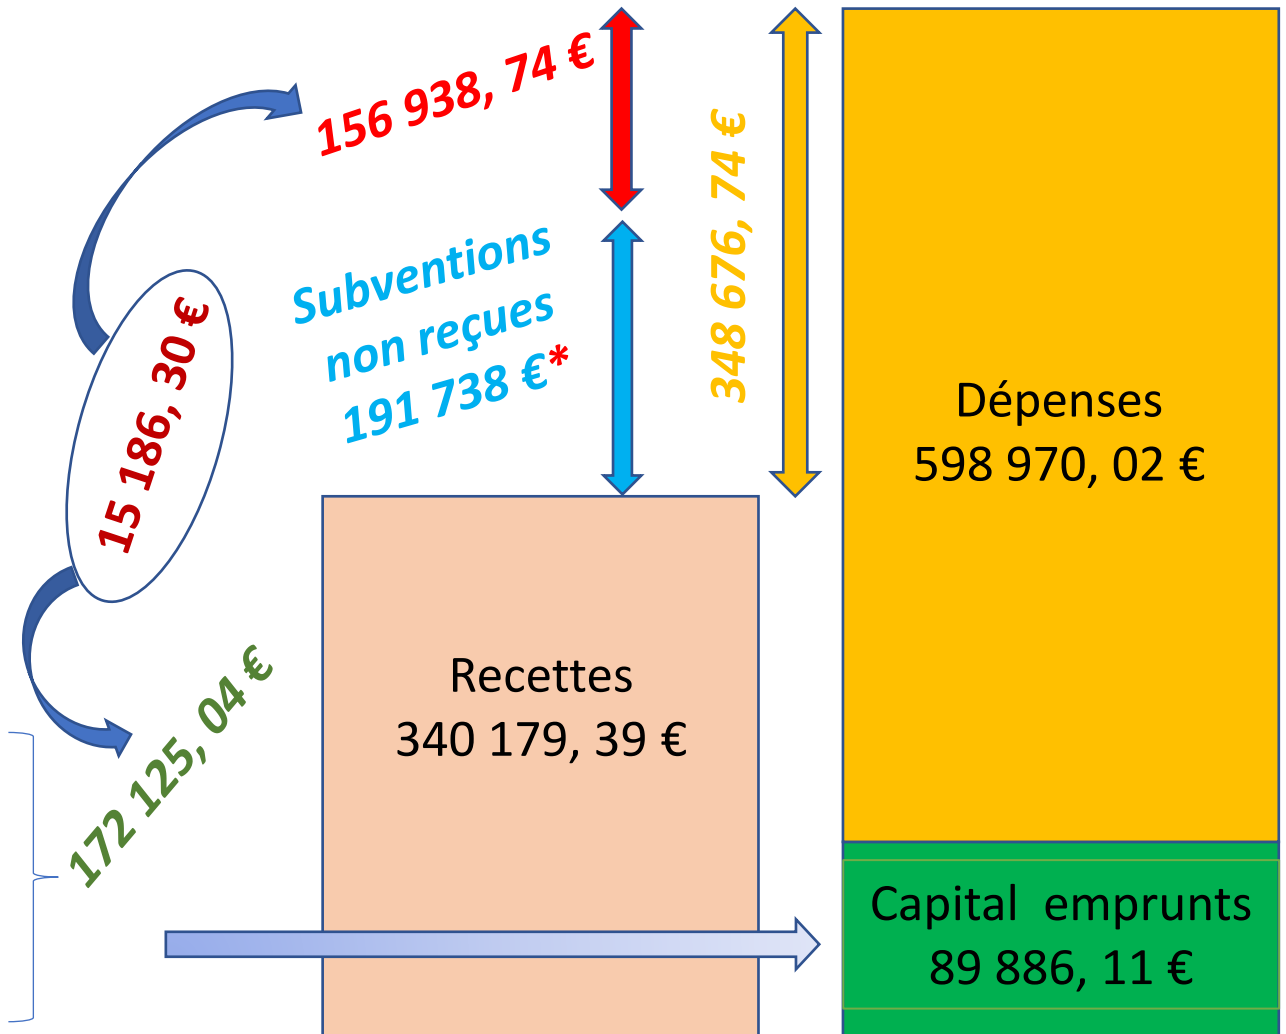 156 938, 74 €
348 676, 74 €
Subventions
non reçues
191 738 €*
15 186, 30 €
Dépenses
598 970, 02 €
172 125, 04 €
Recettes
340 179, 39 €
Capital  emprunts
89 886, 11 €